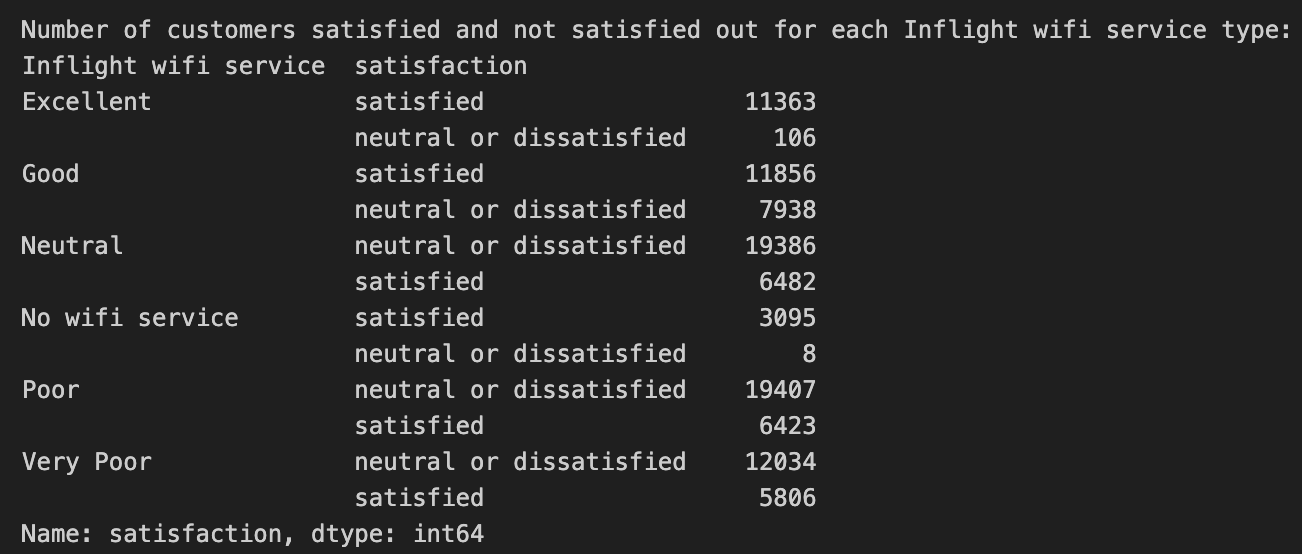 Number of customers satisfied and not satisfied out for each Inflight wifi service type:
Inflight wifi service  satisfaction
Excellent              satisfied                  11363
                       neutral or dissatisfied      106
Good                   satisfied                  11856
                       neutral or dissatisfied     7938
Neutral                neutral or dissatisfied    19386
                       satisfied                   6482
No wifi service        satisfied                   3095
                       neutral or dissatisfied        8
Poor                   neutral or dissatisfied    19407
                       satisfied                   6423
Very Poor              neutral or dissatisfied    12034
                       satisfied                   5806
Name: satisfaction, dtype: int64